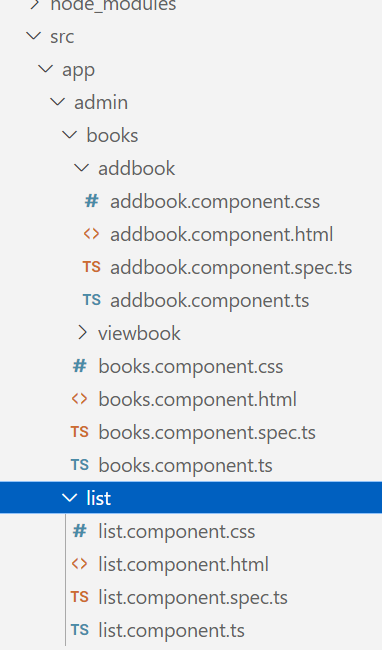 node_modules
src
app
admin
books
addbook
# addbook.component.css
<> addbook.component.html
TS addbook.component.spec.ts
TS addbook.component.ts
viewbook
# books.component.css
<> books.component.html
TS books.component.spec.ts
TS books.component.ts
list
# list.component.css
<> list.component.html
TS list.component.spec.ts
TS list.component.ts